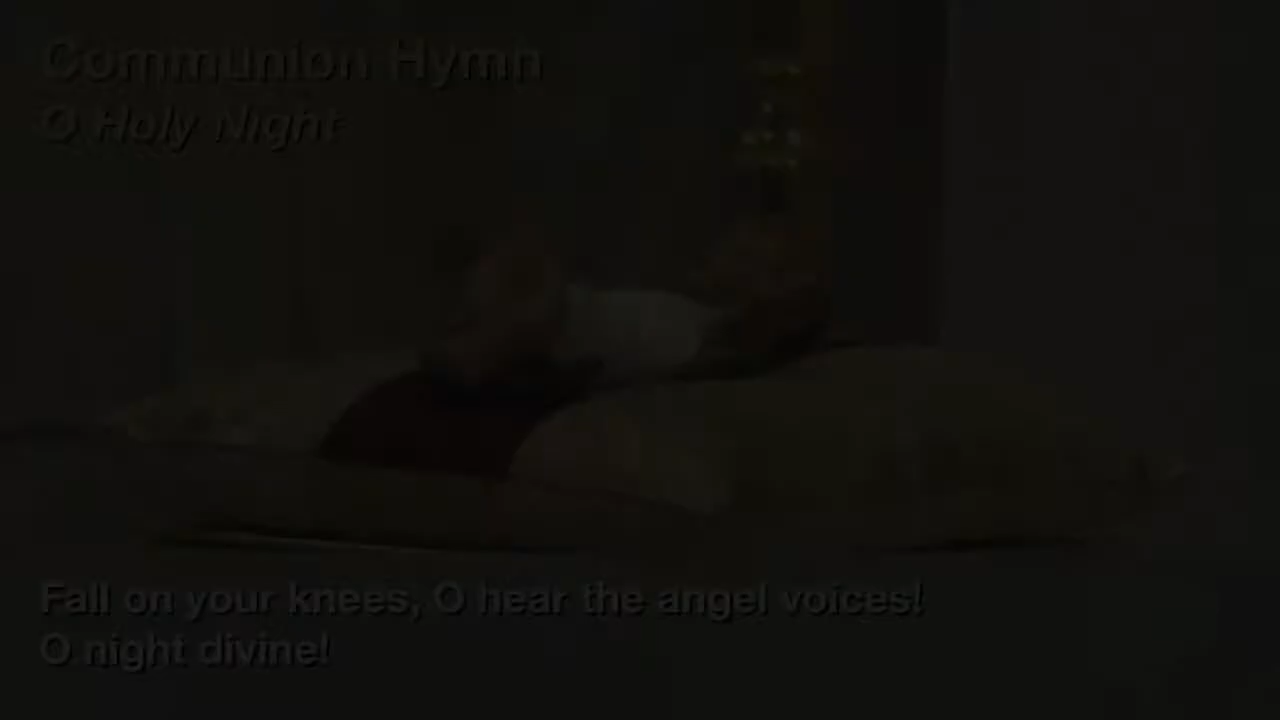 Communion Hymn
O Holy Night
Fall on your knees, O hear the angel voices!
O night divine!